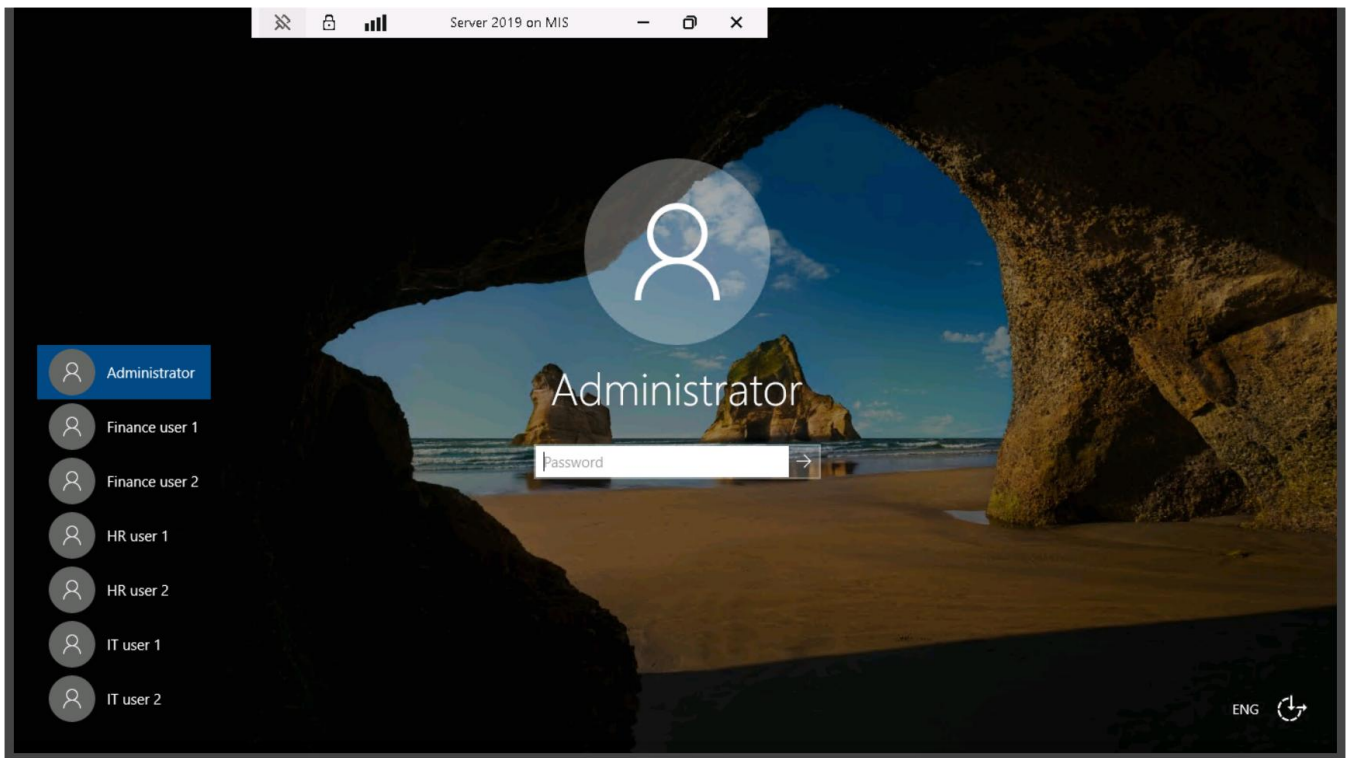 Server 2019 on MIS
Administrator
Password
Administrator
Finance user 1
Finance user 2
HR user 1
HR user 2
IT user 1
IT user 2
ENG